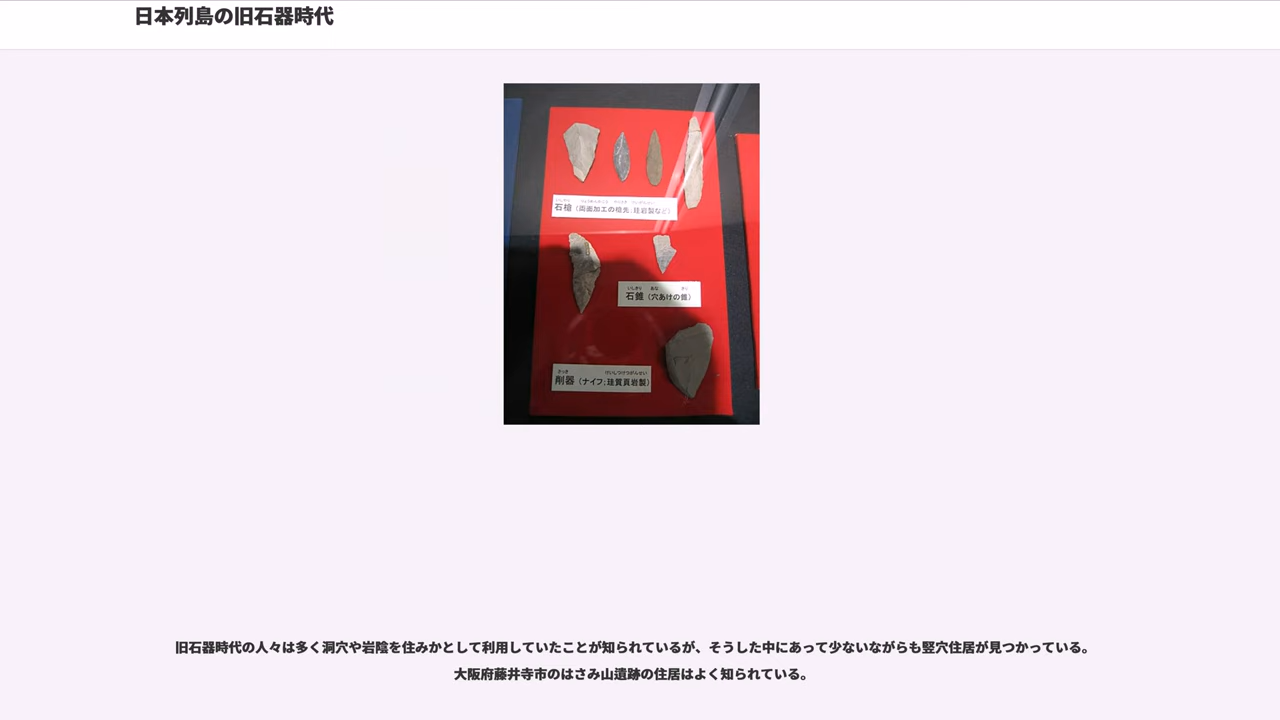 日本列島の旧石器時代
石槍（両面加工の槍先；珪岩製など）
石錐（穴あけの錐）
削器（ナイフ；珪質頁岩製）
旧石器時代の人々は多く洞穴や岩陰を住みかとして利用していたことが知られているが、そうした中にあって少ないながらも竪穴住居が見つかっている。
大阪府藤井寺市のはさみ山遺跡の住居はよく知られている。